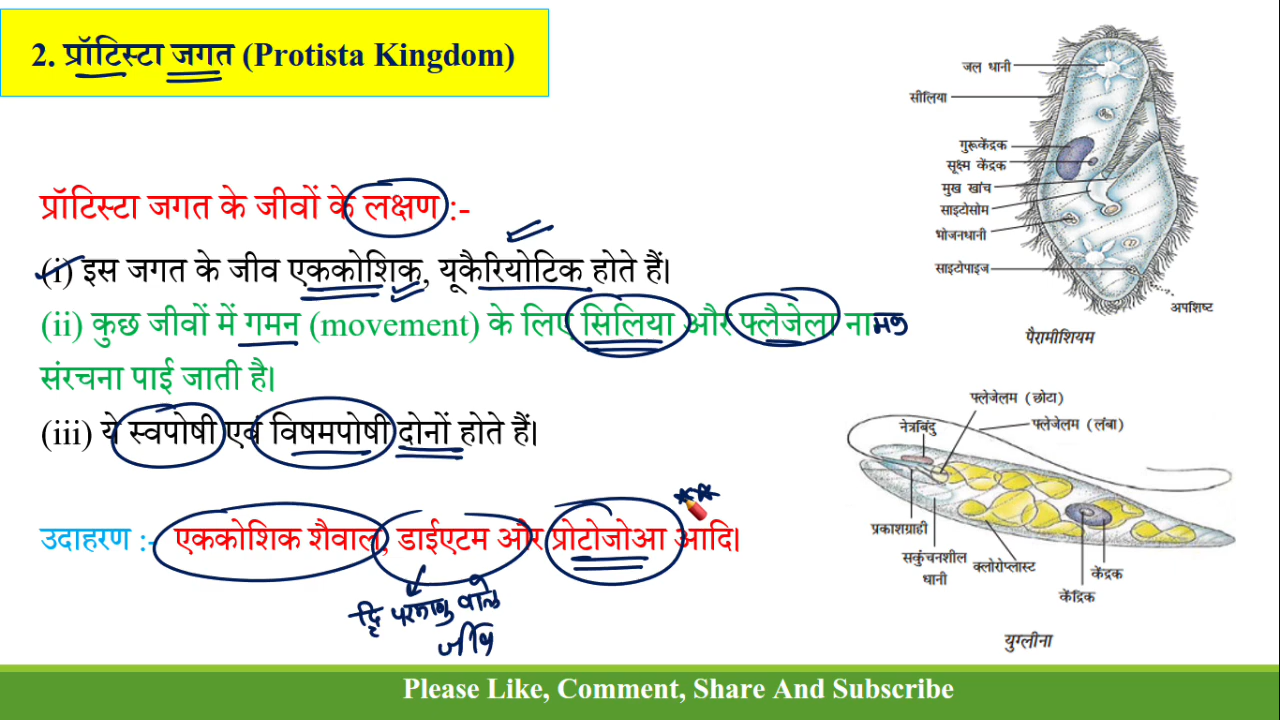 2. प्रॉटिस्टा जगत (Protista Kingdom)
प्रॉटिस्टा जगत के जीवों के लक्षण :-
(i) इस जगत के जीव एककोशिक, यूकैरियोटिक होते हैं।
(ii) कुछ जीवों में गमन (movement) के लिए सिलिया और फ्लैजेला नामक
संरचना पाई जाती है।
(iii) ये स्वपोषी एवं विषमपोषी दोनों होते हैं।
उदाहरण :- एककोशिक शैवाल, डाईएटम और प्रोटोजोआ आदि।
द्वि परमाणु वाले
जीव
जल धानी
सीलिया
गुरूकेंद्रक
सूक्ष्म केंद्रक
मुख खांच
साइटोसोम
भोजनधानी
साइटोपाइज
अपशिष्ट
पैरामीशियम
फ्लेजेलम (छोटा)
फ्लेजेलम (लंबा)
नेत्रबिंदु
प्रकाशग्राही
सकुंचनशील
धानी
क्लोरोप्लास्ट
केंद्रक
केंद्रिक
युग्लीना
Please Like, Comment, Share And Subscribe